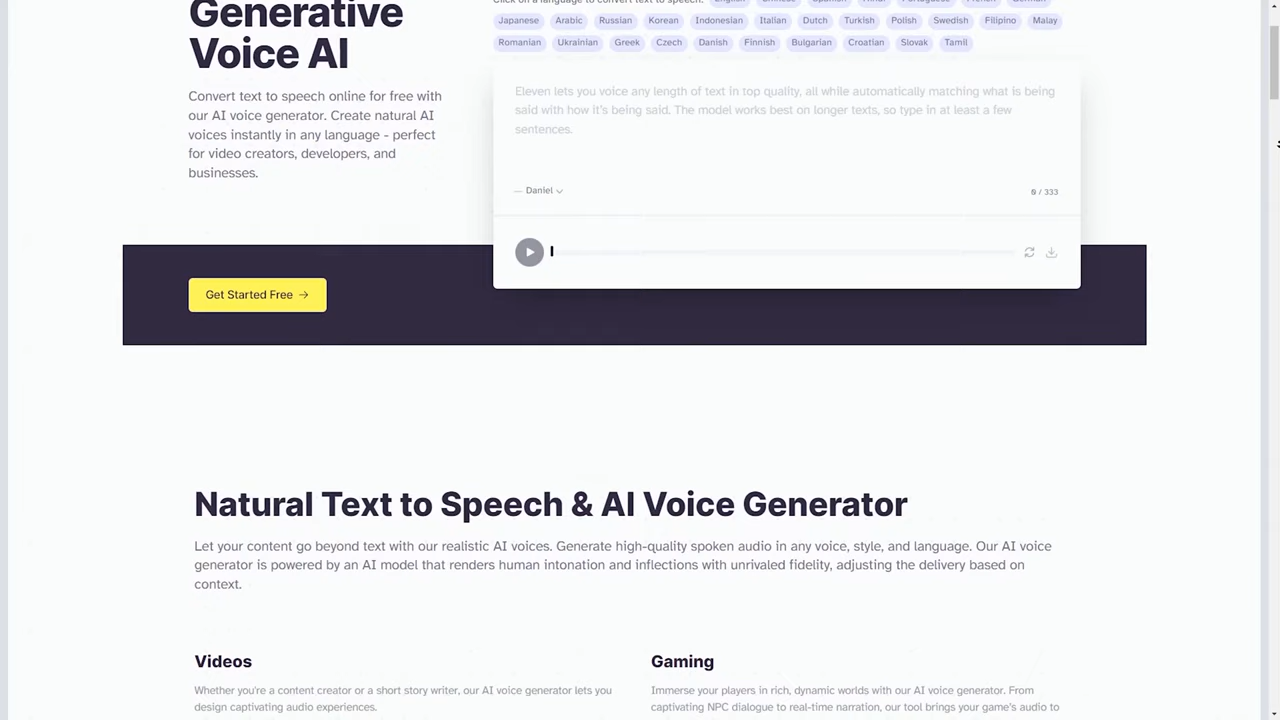 Generative
Voice AI
Convert text to speech online for free with
our AI voice generator. Create natural AI
voices instantly in any language - perfect
for video creators, developers, and
businesses.
Get Started Free →
Click on a language to convert text to speech:
Japanese Arabic Russian Korean Indonesian Italian Dutch Turkish Polish Swedish Filipino Malay
Romanian Ukrainian Greek Czech Danish Finnish Bulgarian Croatian Slovak Tamil
Eleven lets you voice any length of text in top quality, all while automatically matching what is being
said with how it's being said. The model works best on longer texts, so type in at least a few
sentences.
— Daniel
0 / 333
Natural Text to Speech & AI Voice Generator
Let your content go beyond text with our realistic AI voices. Generate high-quality spoken audio in any voice, style, and language. Our AI voice
generator is powered by an AI model that renders human intonation and inflections with unrivaled fidelity, adjusting the delivery based on
context.
Videos
Whether you're a content creator or a short story writer, our AI voice generator lets you
design captivating audio experiences.
Gaming
Immerse your players in rich, dynamic worlds with our AI voice generator. From
captivating NPC dialogue to real-time narration, our tool brings your game's audio to